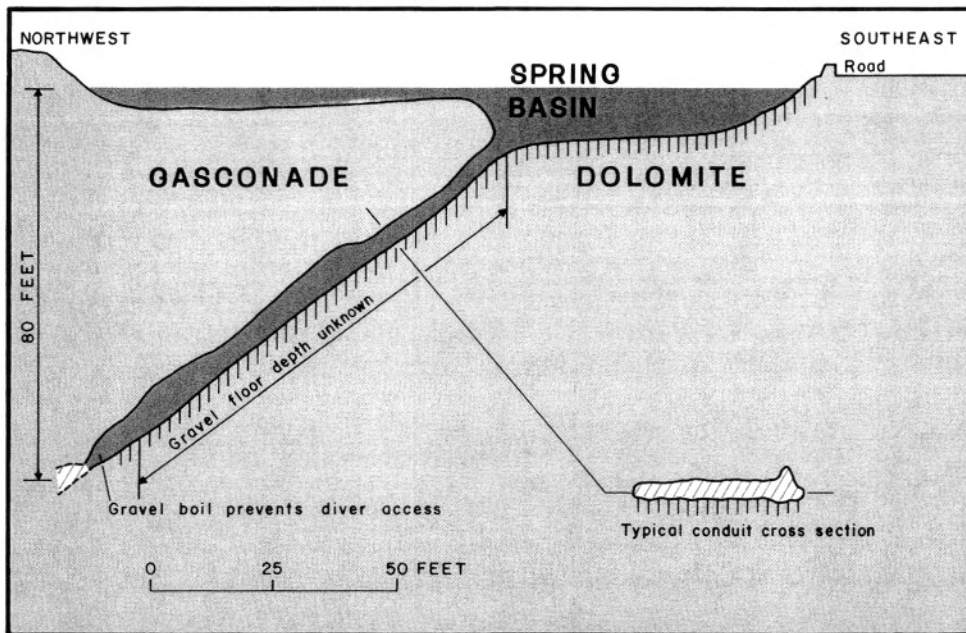 NORTHWEST
SOUTHEAST
Road
SPRING
BASIN
GASCONADE
DOLOMITE
80 FEET
Gravel floor depth unknown
Gravel boil prevents diver access
Typical conduit cross section
0 25 50 FEET